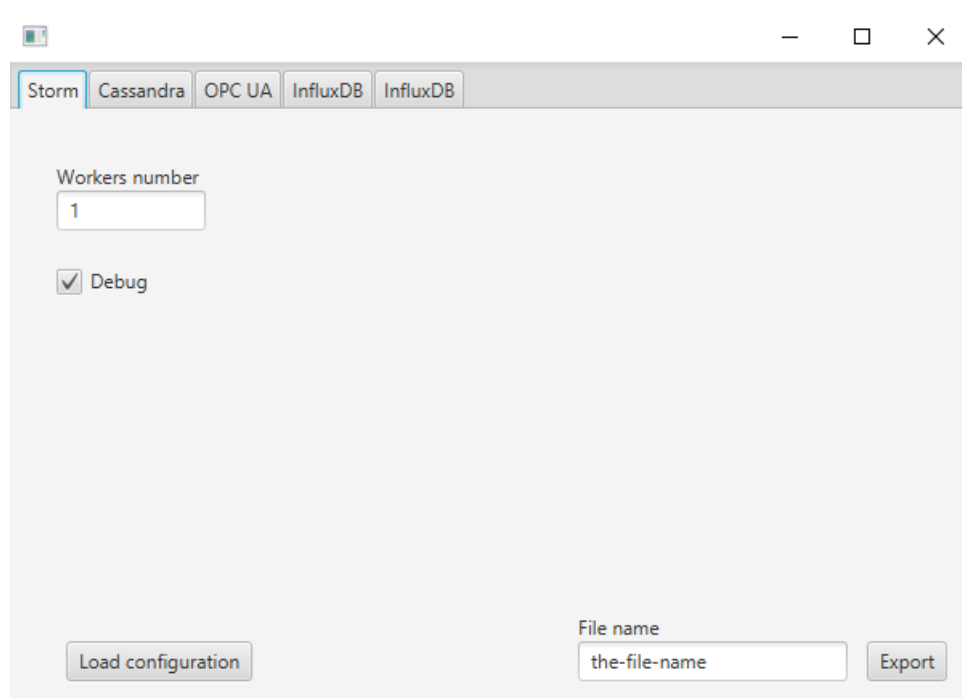 Storm Cassandra OPC UA InfluxDB InfluxDB
Workers number
1
Debug
File name
Load configuration the-file-name Export